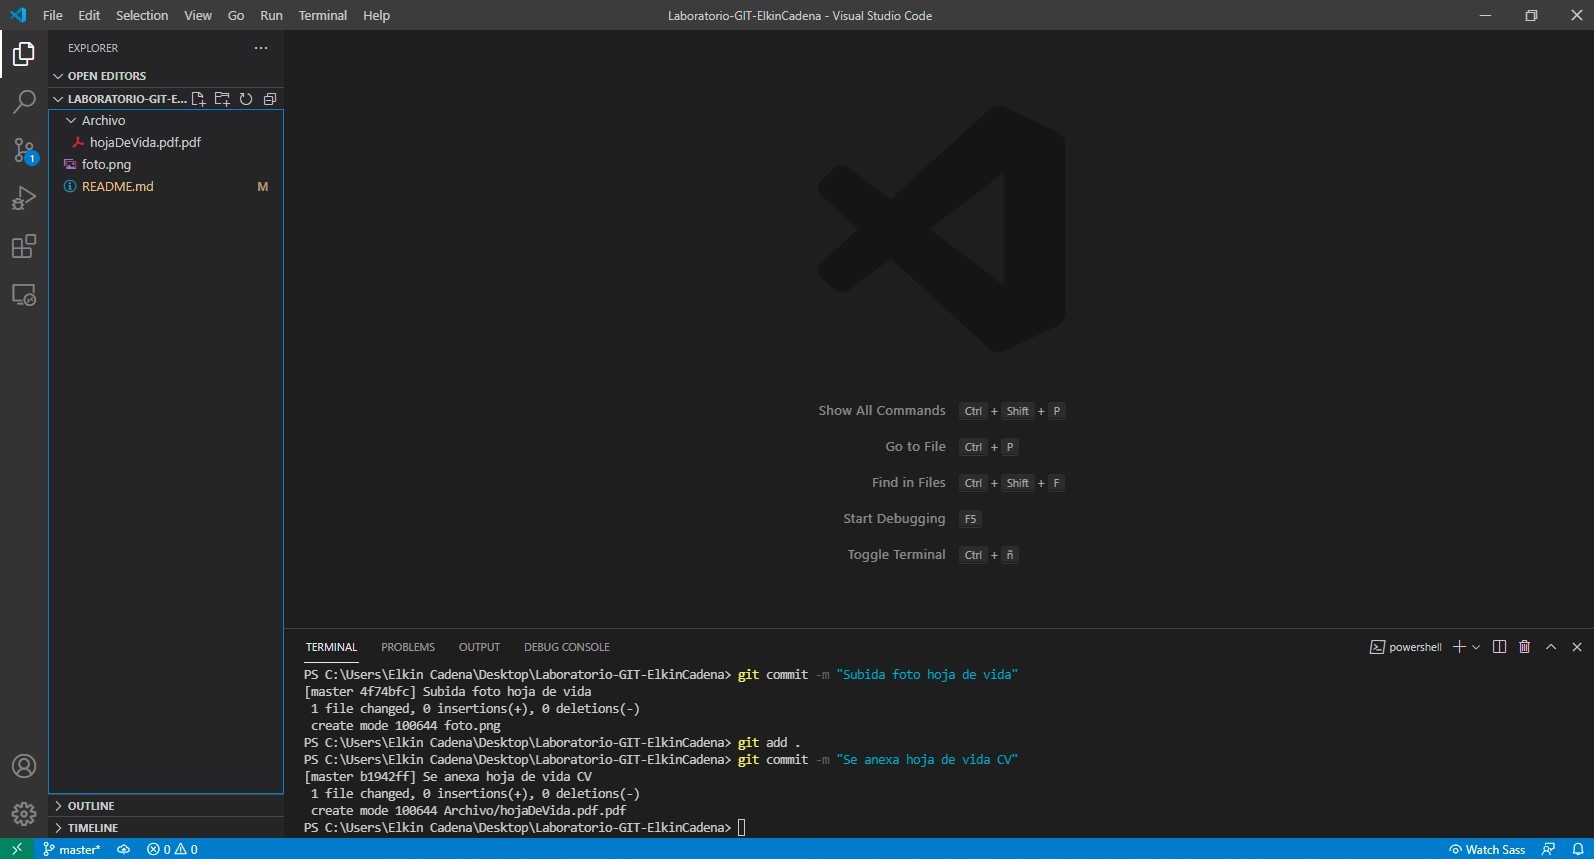 File Edit Selection View Go Run Terminal Help
Laboratorio-GIT-ElkinCadena - Visual Studio Code
EXPLORER
OPEN EDITORS
LABORATORIO-GIT-E...
Archivo
hojaDeVida.pdf.pdf
foto.png
README.md M
1
Show All Commands Ctrl + Shift + P
Go to File Ctrl + P
Find in Files Ctrl + Shift + F
Start Debugging F5
Toggle Terminal Ctrl + ñ
TERMINAL PROBLEMS OUTPUT DEBUG CONSOLE
powershell
PS C:\Users\Elkin Cadena\Desktop\Laboratorio-GIT-ElkinCadena> git commit -m "Subida foto hoja de vida"
[master 4f74bfc] Subida foto hoja de vida
1 file changed, 0 insertions(+), 0 deletions(-)
create mode 100644 foto.png
PS C:\Users\Elkin Cadena\Desktop\Laboratorio-GIT-ElkinCadena> git add .
PS C:\Users\Elkin Cadena\Desktop\Laboratorio-GIT-ElkinCadena> git commit -m "Se anexa hoja de vida CV"
[master b1942ff] Se anexa hoja de vida CV
1 file changed, 0 insertions(+), 0 deletions(-)
create mode 100644 Archivo/hojaDeVida.pdf.pdf
PS C:\Users\Elkin Cadena\Desktop\Laboratorio-GIT-ElkinCadena>
OUTLINE
TIMELINE
master* 0 0
Watch Sass